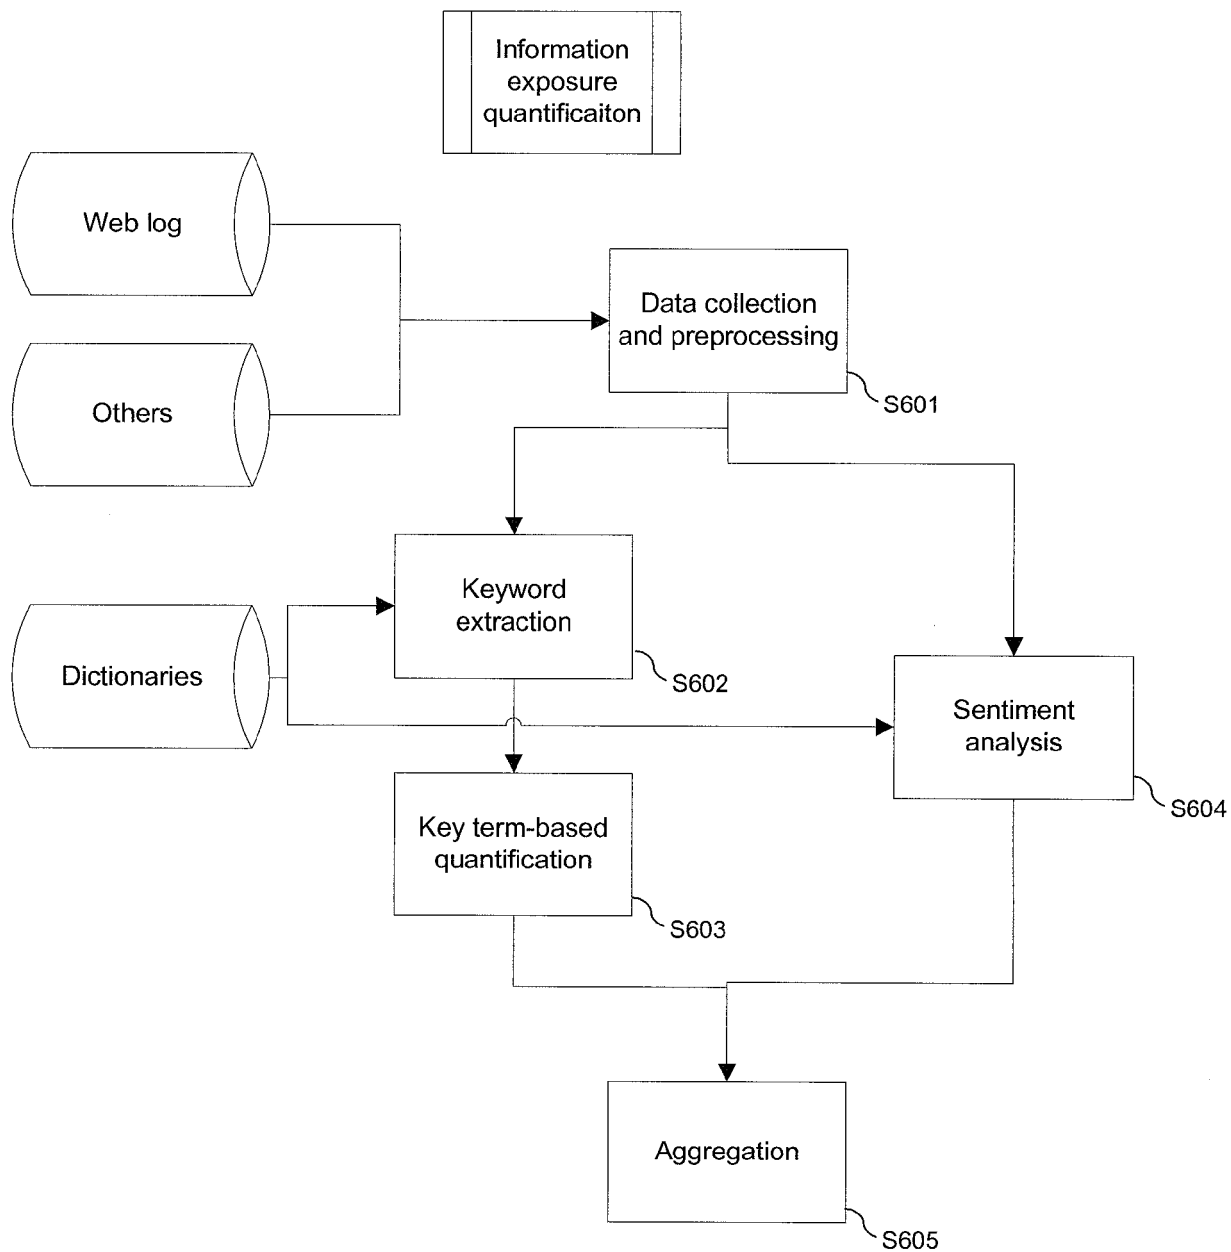 Information
exposure
quantificaiton
Web log
Data collection
and preprocessing
S601
Others
Keyword
extraction
S602
Dictionaries
Sentiment
analysis
S604
Key term-based
quantification
S603
Aggregation
S605